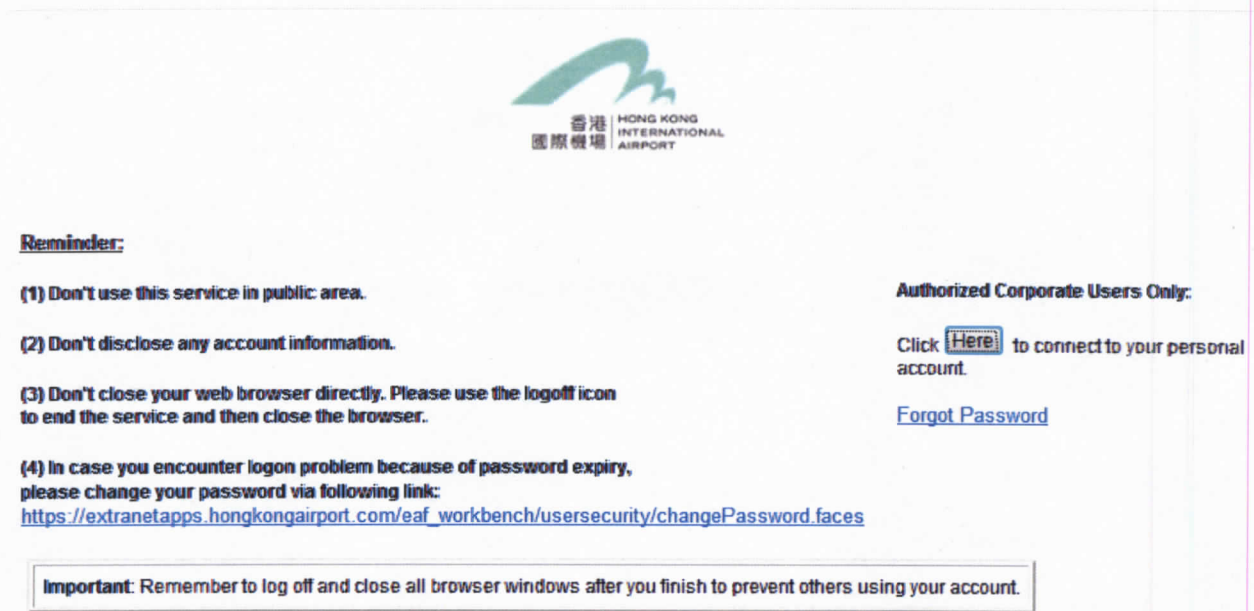 香港
國際機場
HONG KONG
INTERNATIONAL
AIRPORT
Reminder:
(1) Don't use this service in public area.
(2) Don't disclose any account information.
(3) Don't close your web browser directly. Please use the logoff icon
to end the service and then close the browser.
(4) In case you encounter logon problem because of password expiry,
please change your password via following link:
https://extranetapps.hongkongairport.com/eaf_workbench/usersecurity/changePassword.faces
Authorized Corporate Users Only:
Click Here to connect to your personal
account.
Forgot Password
Important: Remember to log off and close all browser windows after you finish to prevent others using your account.